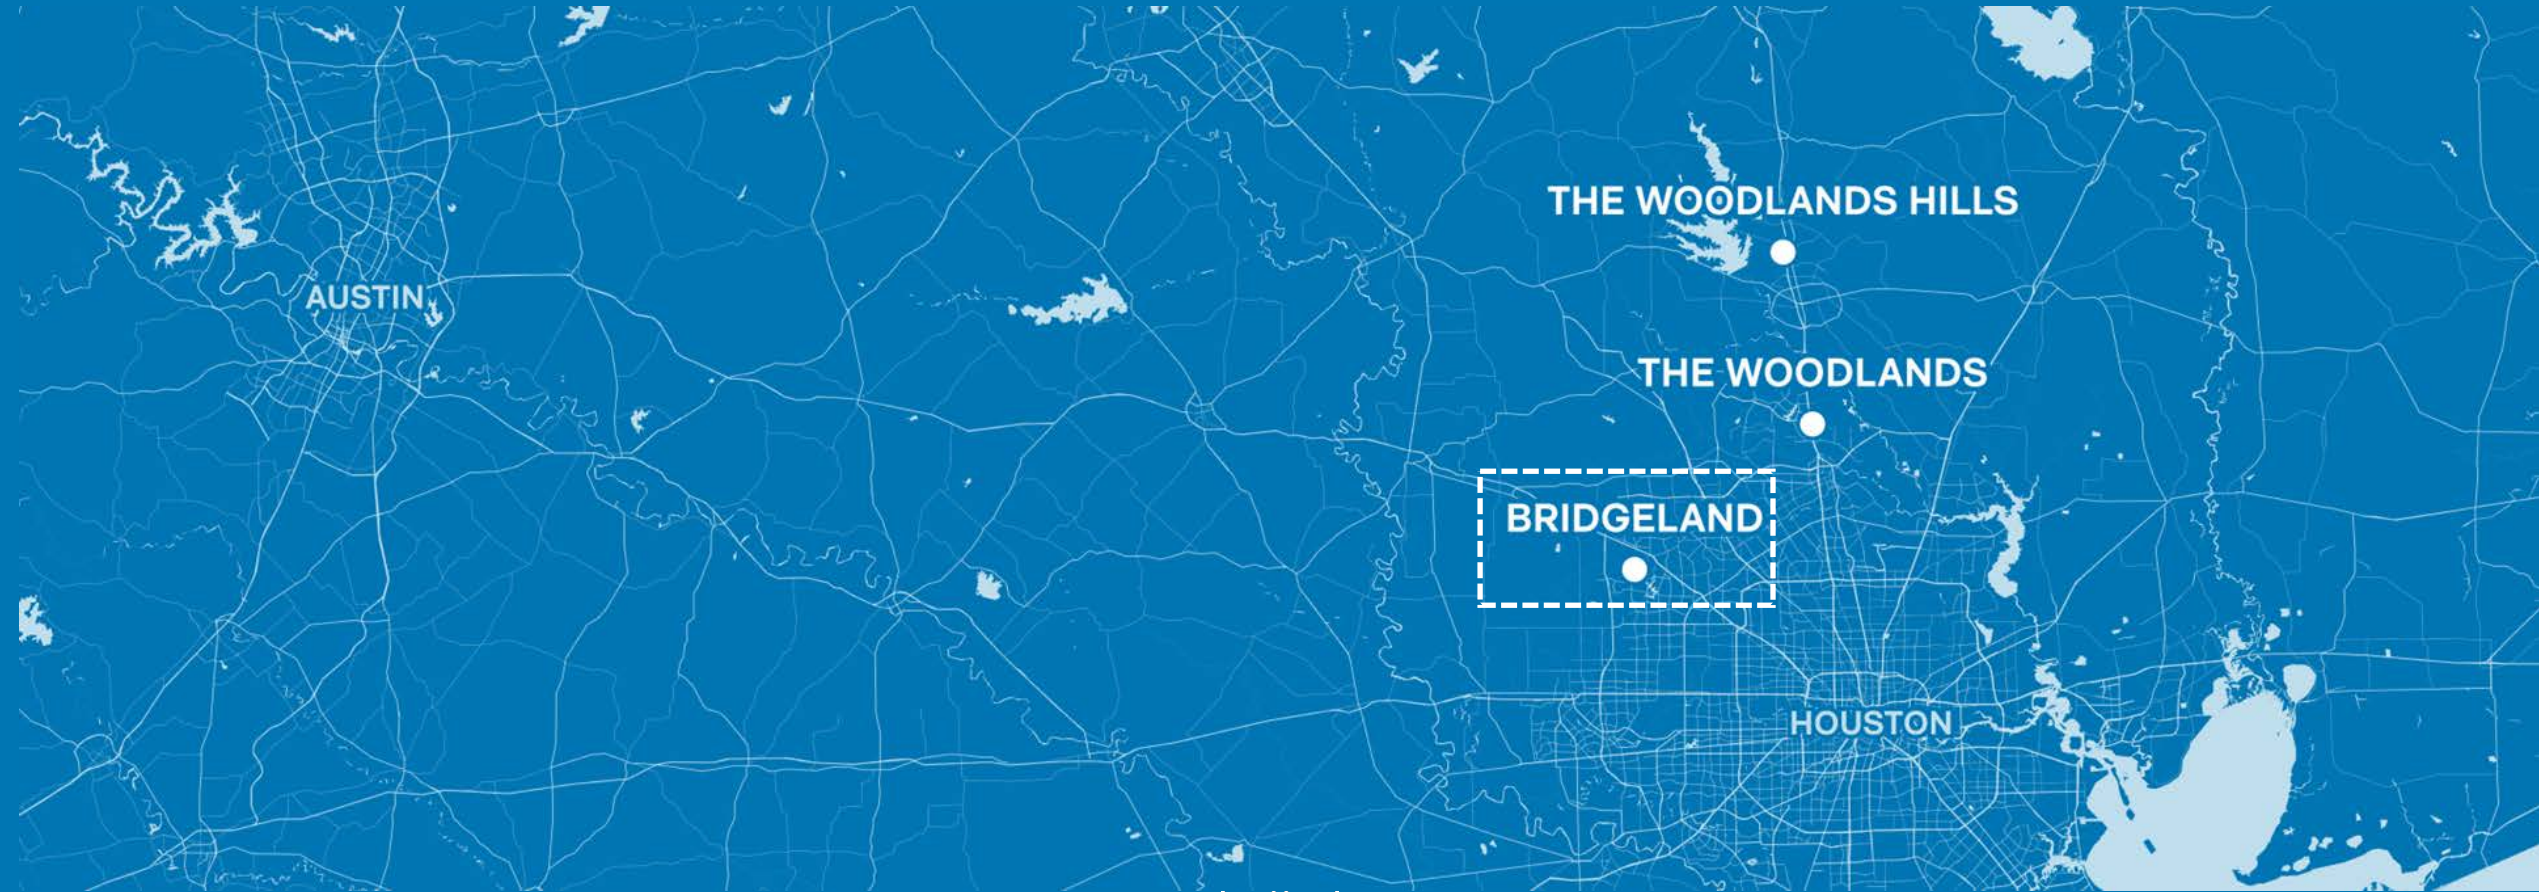 THE WOODLANDS HILLS
AUSTIN
THE WOODLANDS
BRIDGELAND
HOUSTON